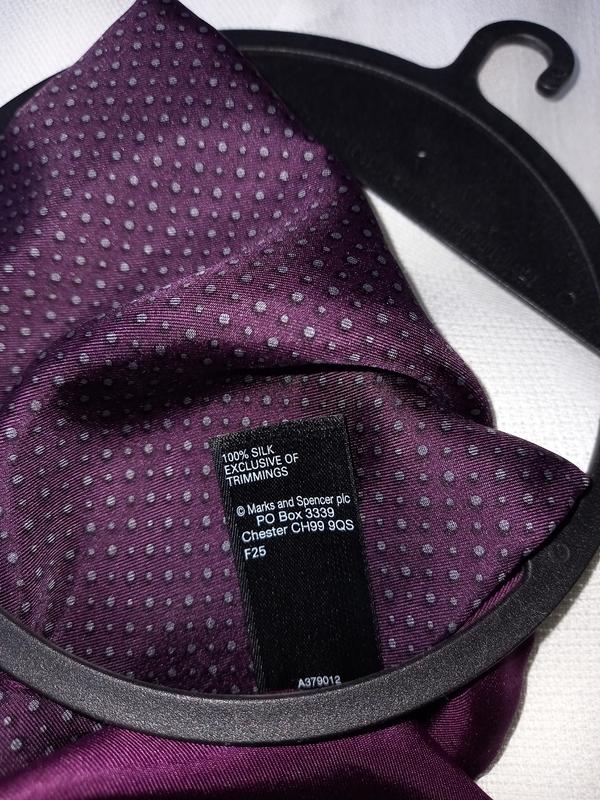 100% SILK
EXCLUSIVE OF
TRIMMINGS
© Marks and Spencer plc
PO Box 3339
Chester CH99 9QS
F25
A379012